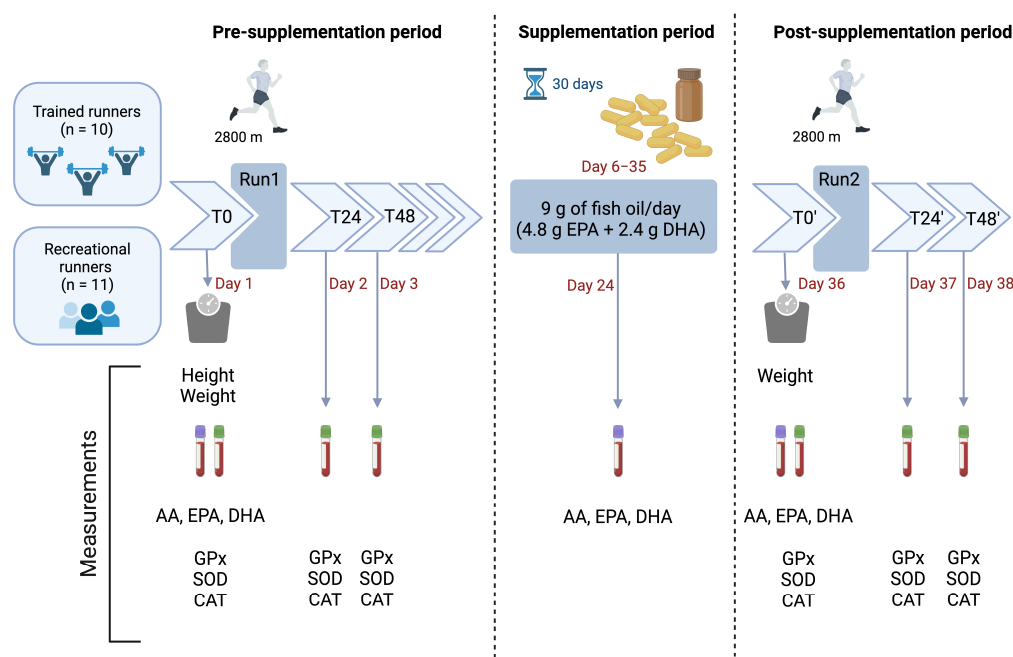 Pre-supplementation period
Supplementation period
Post-supplementation period
Trained runners
(n = 10)
Recreational
runners
(n = 11)
2800 m
T0
Run1
T24
T48
Day 1
Day 2
Day 3
30 days
Day 6–35
9 g of fish oil/day
(4.8 g EPA + 2.4 g DHA)
Day 24
2800 m
T0'
Run2
T24'
T48'
Day 36
Day 37
Day 38
Measurements
Height
Weight
Weight
AA, EPA, DHA
AA, EPA, DHA
AA, EPA, DHA
GPx
SOD
CAT
GPx
SOD
CAT
GPx
SOD
CAT
GPx
SOD
CAT
GPx
SOD
CAT
GPx
SOD
CAT